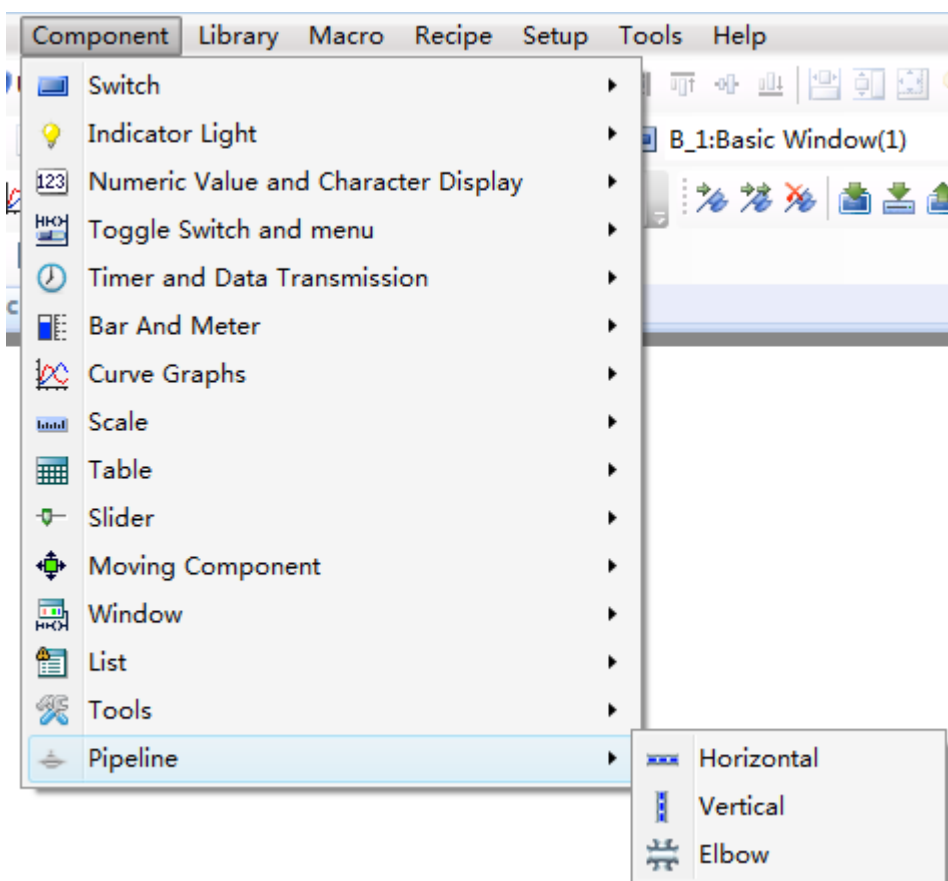 Component Library Macro Recipe Setup Tools Help
Switch
Indicator Light
B_1:Basic Window(1)
123 Numeric Value and Character Display
Toggle Switch and menu
Timer and Data Transmission
Bar And Meter
Curve Graphs
Scale
Table
Slider
Moving Component
Window
List
Tools
Pipeline
Horizontal
Vertical
Elbow